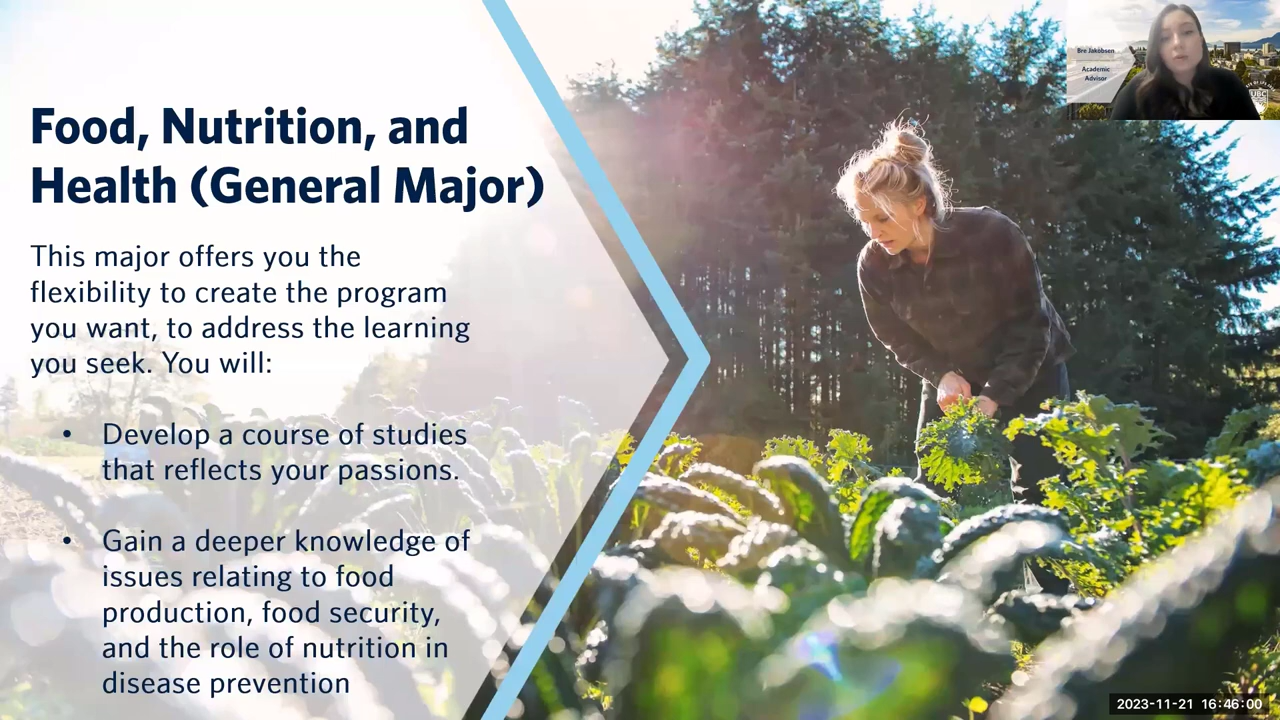 Food, Nutrition, and
Health (General Major)
This major offers you the
flexibility to create the program
you want, to address the learning
you seek. You will:
• Develop a course of studies
that reflects your passions.
• Gain a deeper knowledge of
issues relating to food
production, food security,
and the role of nutrition in
disease prevention
Bre Jakobsen
Academic
Advisor
UBC
2023-11-21 16:46:00